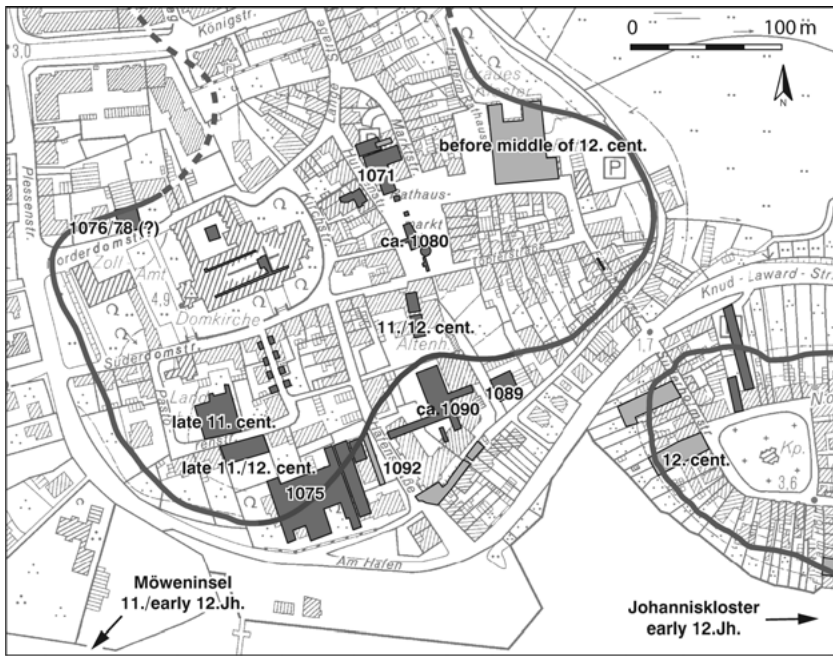 Königstr.
0 100 m
3.0
N
Graues
Kloster
Plessenstr.
before middle of 12. cent.
P
1071
Rathaus-
markt
1076/78 (?)
ca. 1080
Zoll
Amt
4,9
Domkirche
Knud-Laward-Str.
11./12. cent.
1.7
Süderdomstr.
1089
ca. 1090
late 11. cent.
late 11./12. cent.
1092
1075
12. cent.
Kp.
3,6
Am Hafen
Möweninsel
11./early 12.Jh.
Johanniskloster
early 12.Jh.